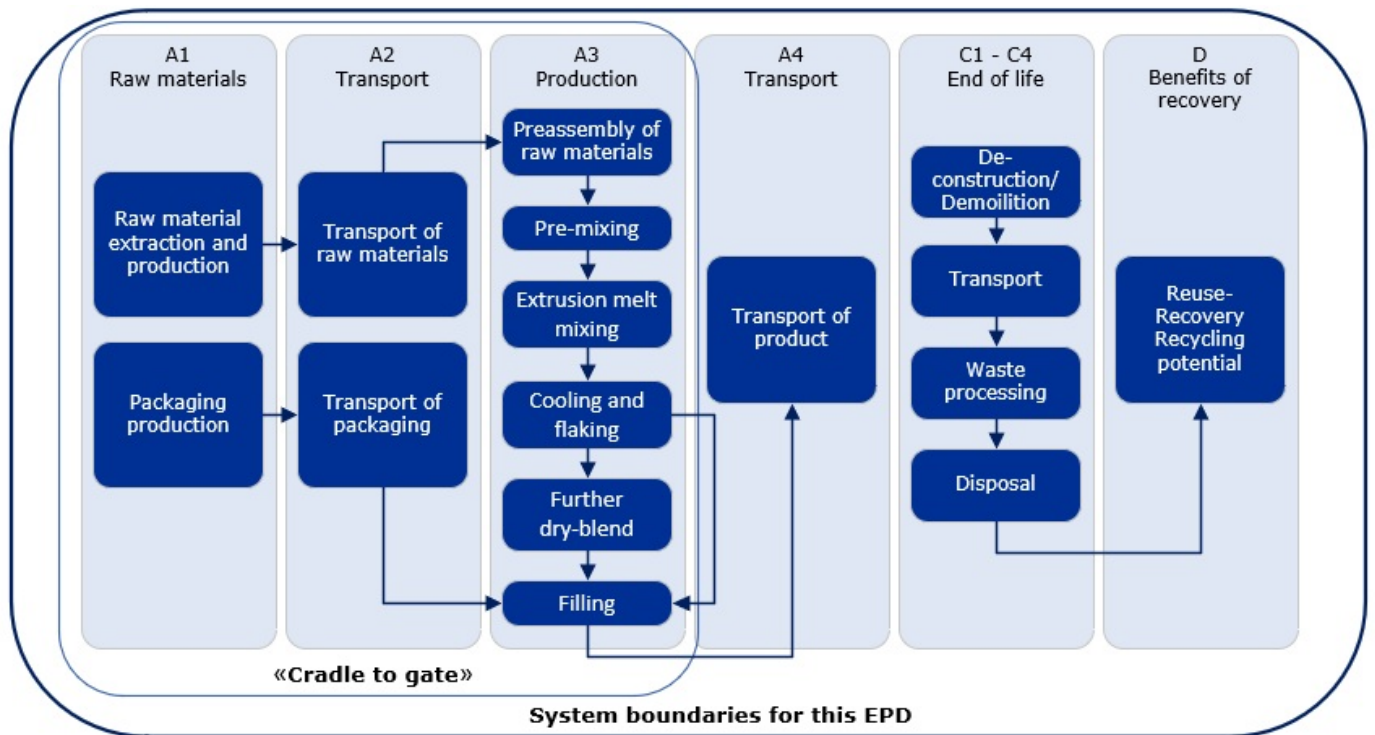 A1
Raw materials
A2
Transport
A3
Production
A4
Transport
C1 - C4
End of life
D
Benefits of
recovery
Raw material
extraction and
production
Packaging
production
Transport of
raw materials
Transport of
packaging
Preassembly of
raw materials
Pre-mixing
Extrusion melt
mixing
Cooling and
flaking
Further
dry-blend
Filling
Transport of
product
De-
construction/
Demoilition
Transport
Waste
processing
Disposal
Reuse-
Recovery
Recycling
potential
«Cradle to gate»
System boundaries for this EPD